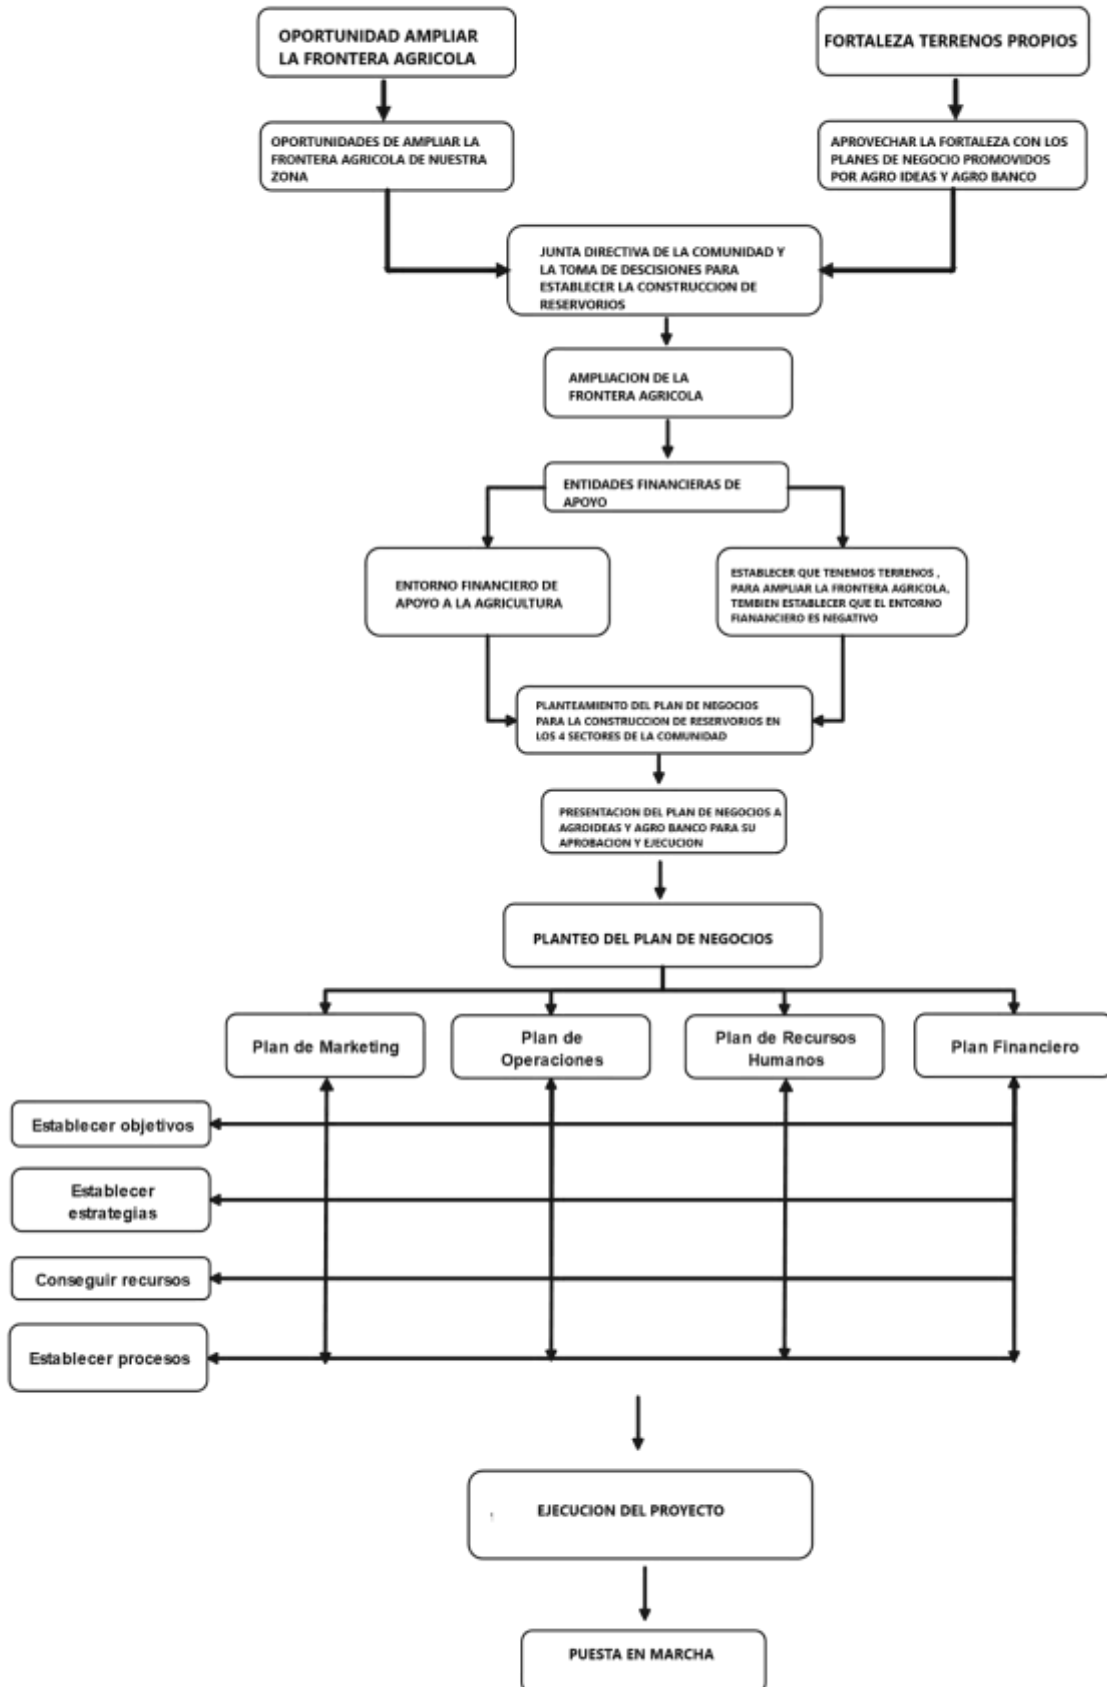 OPORTUNIDAD AMPLIAR
LA FRONTERA AGRICOLA
FORTALEZA TERRENOS PROPIOS
OPORTUNIDADES DE AMPLIAR LA
FRONTERA AGRICOLA DE NUESTRA
ZONA
APROVECHAR LA FORTALEZA CON LOS
PLANES DE NEGOCIO PROMOVIDOS
POR AGRO IDEAS Y AGRO BANCO
JUNTA DIRECTIVA DE LA COMUNIDAD Y
LA TOMA DE DESCISIONES PARA
ESTABLECER LA CONSTRUCCION DE
RESERVORIOS
AMPLIACION DE LA
FRONTERA AGRICOLA
ENTIDADES FINANCIERAS DE
APOYO
ENTORNO FINANCIERO DE
APOYO A LA AGRICULTURA
ESTABLECER QUE TENEMOS TERRENOS ,
PARA AMPLIAR LA FRONTERA AGRICOLA,
TEMBIEN ESTABLECER QUE EL ENTORNO
FIANANCIERO ES NEGATIVO
PLANTEAMIENTO DEL PLAN DE NEGOCIOS
PARA LA CONSTRUCCION DE RESERVORIOS EN
LOS 4 SECTORES DE LA COMUNIDAD
PRESENTACION DEL PLAN DE NEGOCIOS A
AGROIDEAS Y AGRO BANCO PARA SU
APROBACION Y EJECUCION
PLANTEO DEL PLAN DE NEGOCIOS
Plan de Marketing
Plan de
Operaciones
Plan de Recursos
Humanos
Plan Financiero
Establecer objetivos
Establecer
estrategias
Conseguir recursos
Establecer procesos
EJECUCION DEL PROYECTO
PUESTA EN MARCHA